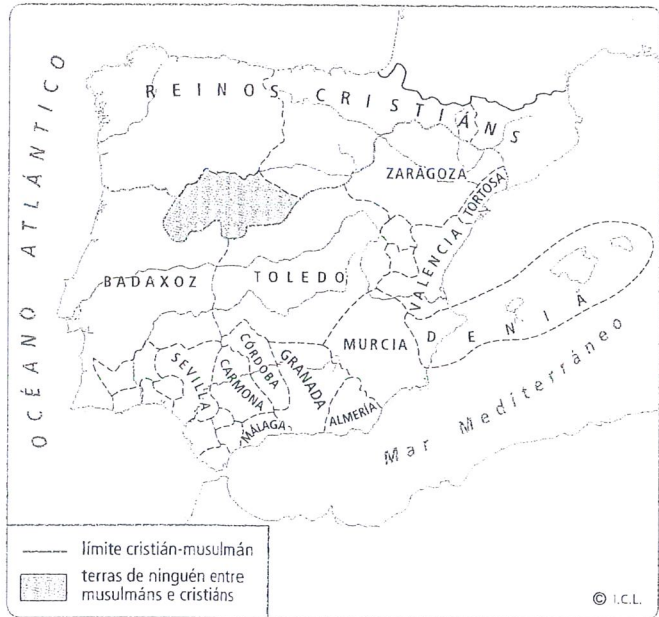 OCÉANO ATLÁNTICO
REINOS CRISTIÁNS
ZARAGOZA
TORTOSA
VALENCIA
BADAXOZ
TOLEDO
DENIA
MURCIA
SEVILLA
CÓRDOBA
CARMONA
GRANADA
MÁLAGA
ALMERÍA
Mar Mediterráneo
límite cristián-musulmán
terras de ninguén entre
musulmáns e cristiáns
© I.C.L.